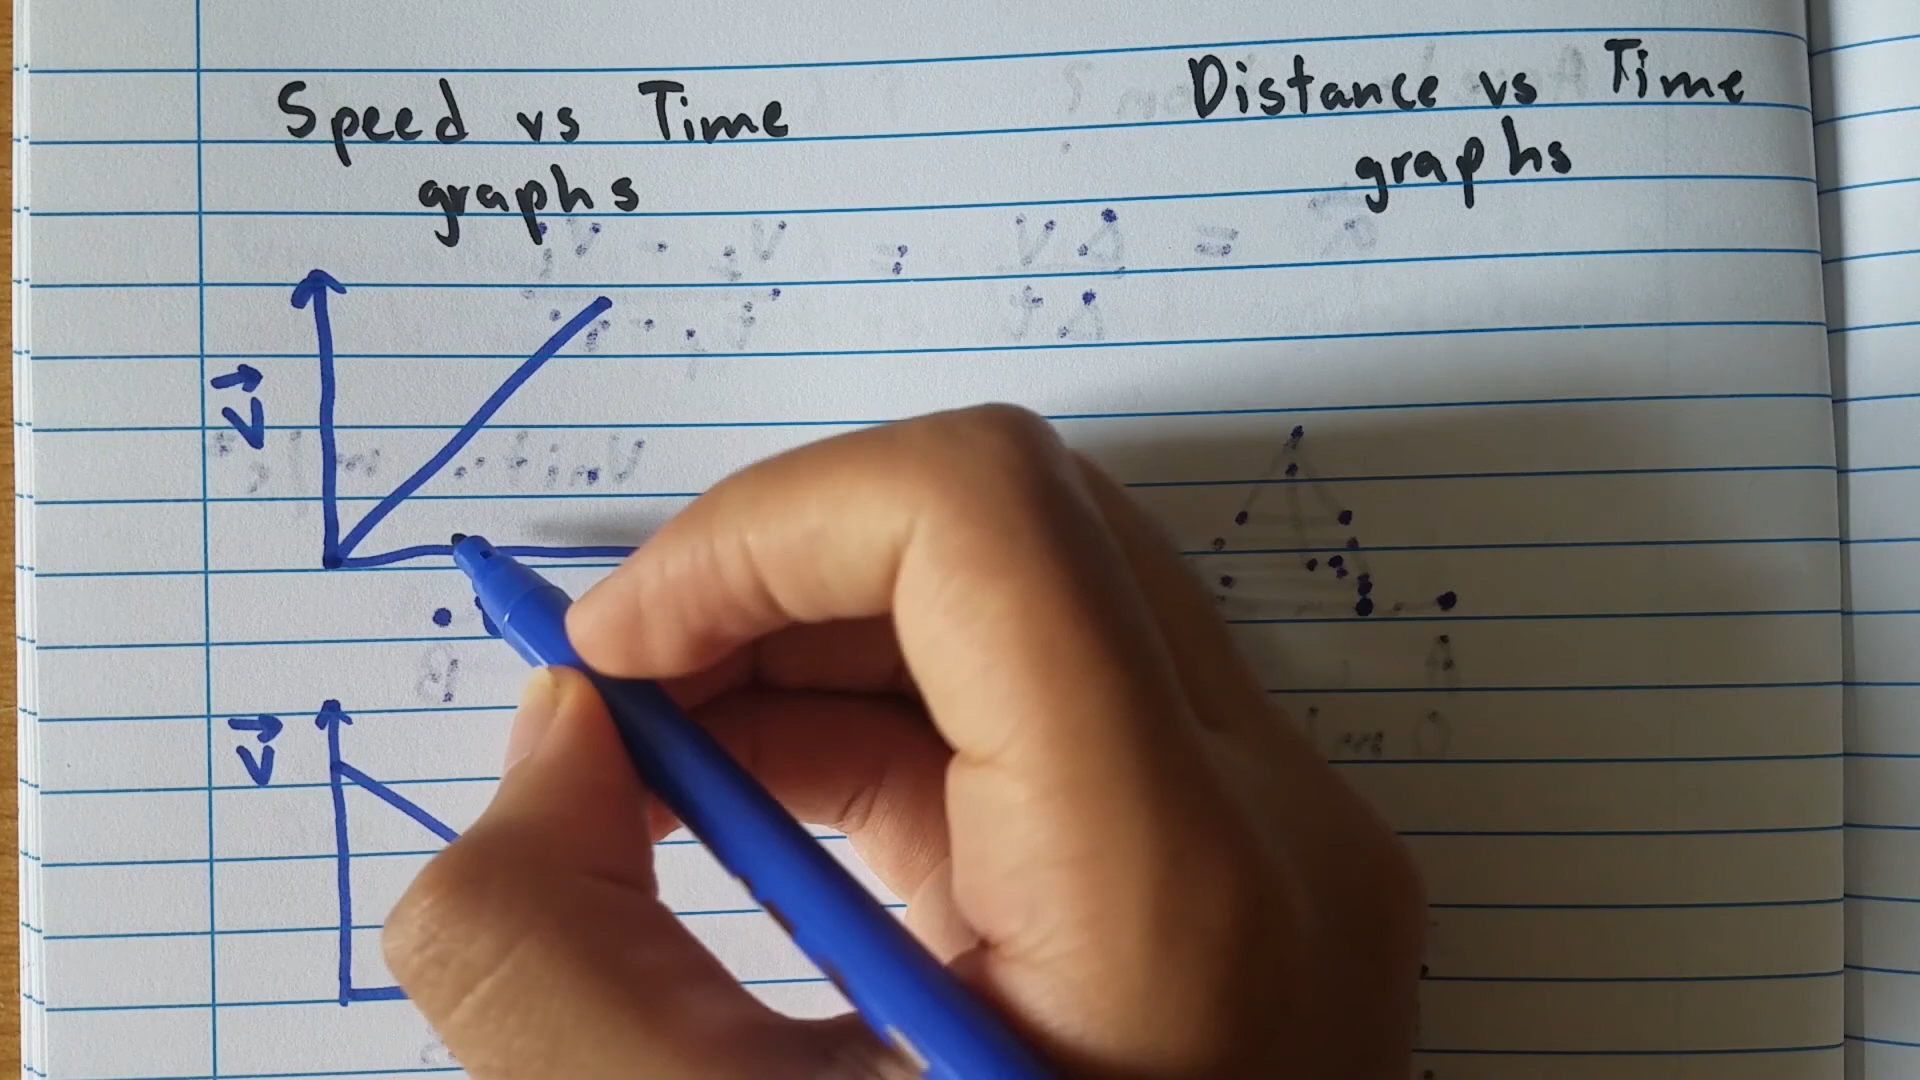 Speed vs Time
graphs
Distance vs Time
graphs
V
V